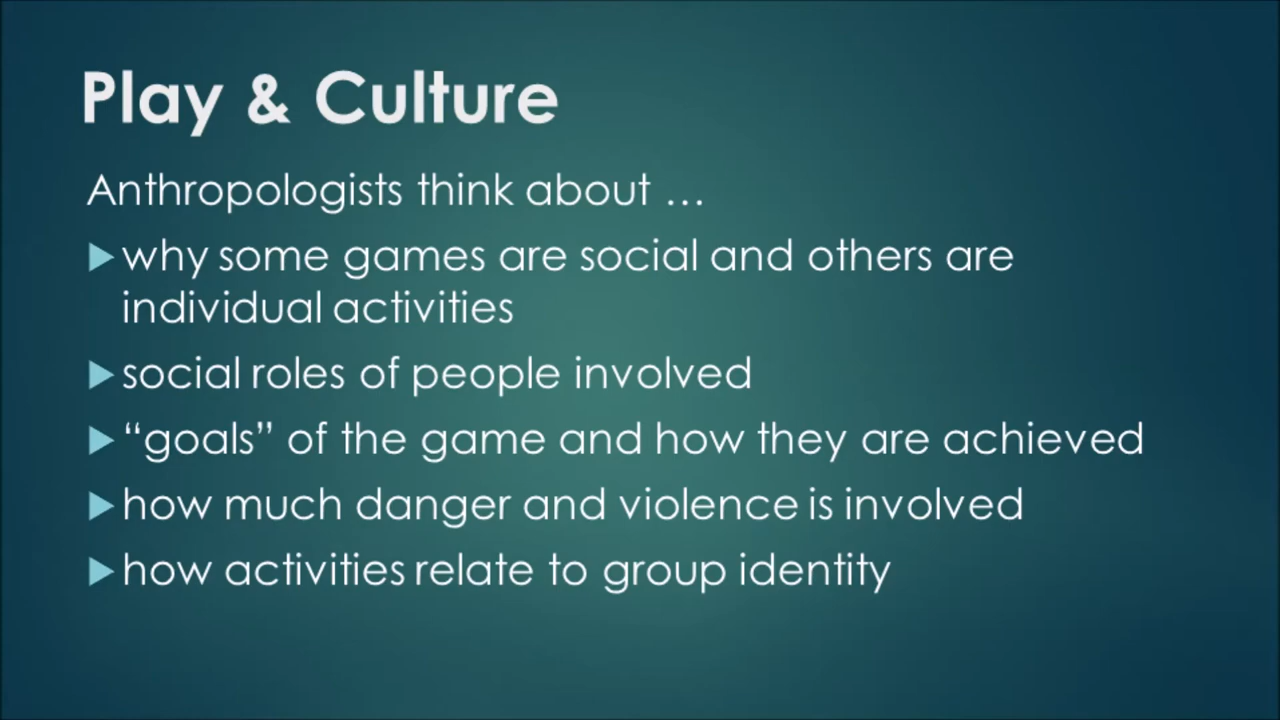 Play & Culture
Anthropologists think about …
why some games are social and others are
individual activities
social roles of people involved
“goals” of the game and how they are achieved
how much danger and violence is involved
how activities relate to group identity